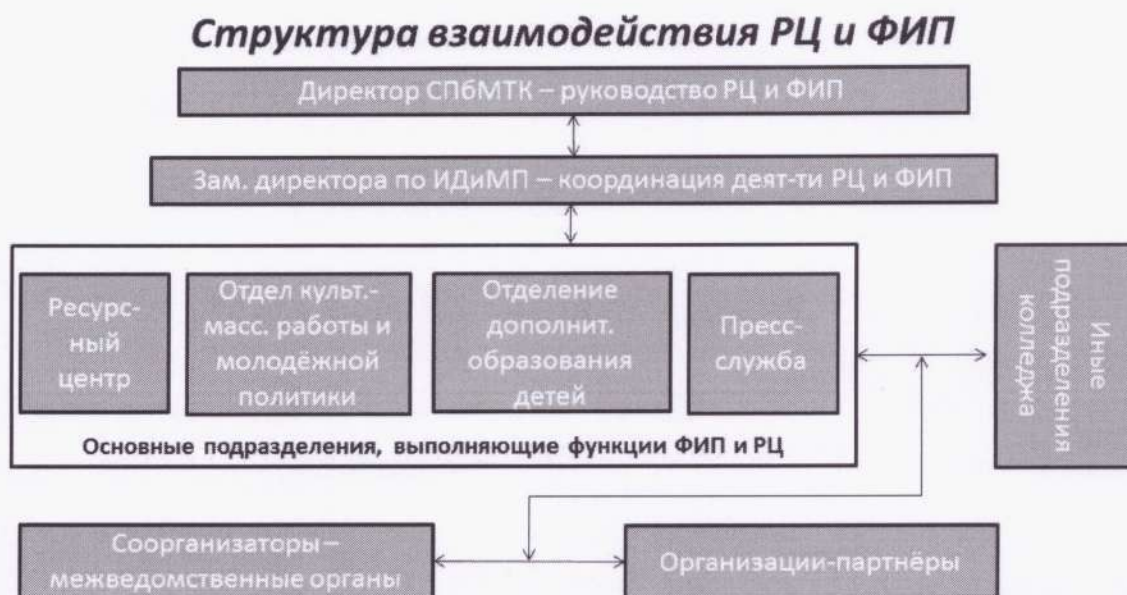 Структура взаимодействия РЦ и ФИП
Директор СПбМТК – руководство РЦ и ФИП
Зам. директора по ИДиМП – координация деят-ти РЦ и ФИП
Ресурс-
ный
центр
Отдел культ.-
масс. работы и
молодёжной
политики
Отделение
дополнит.
образования
детей
Пресс-
служба
Основные подразделения, выполняющие функции ФИП и РЦ
Иные
подразделения
колледжа
Соорганизаторы –
межведомственные органы
Организации-партнёры